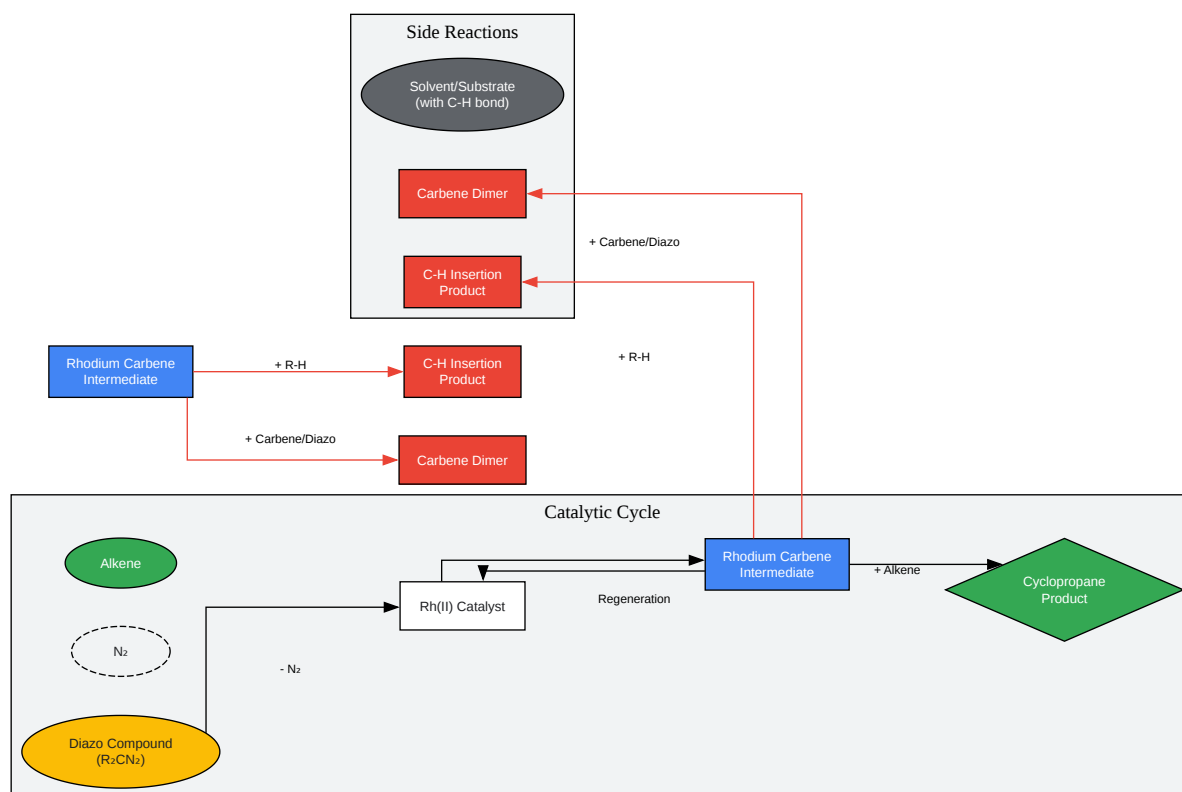 Side Reactions
Solvent/Substrate
(with C-H bond)
Carbene Dimer
+ Carbene/Diazo
C-H Insertion
Product
Rhodium Carbene
Intermediate
+ R-H
C-H Insertion
Product
+ R-H
+ Carbene/Diazo
Carbene Dimer
Catalytic Cycle
Alkene
Rh(II) Catalyst
Regeneration
Rhodium Carbene
Intermediate
+ Alkene
Cyclopropane
Product
N₂
- N₂
Diazo Compound
(R₂CN₂)